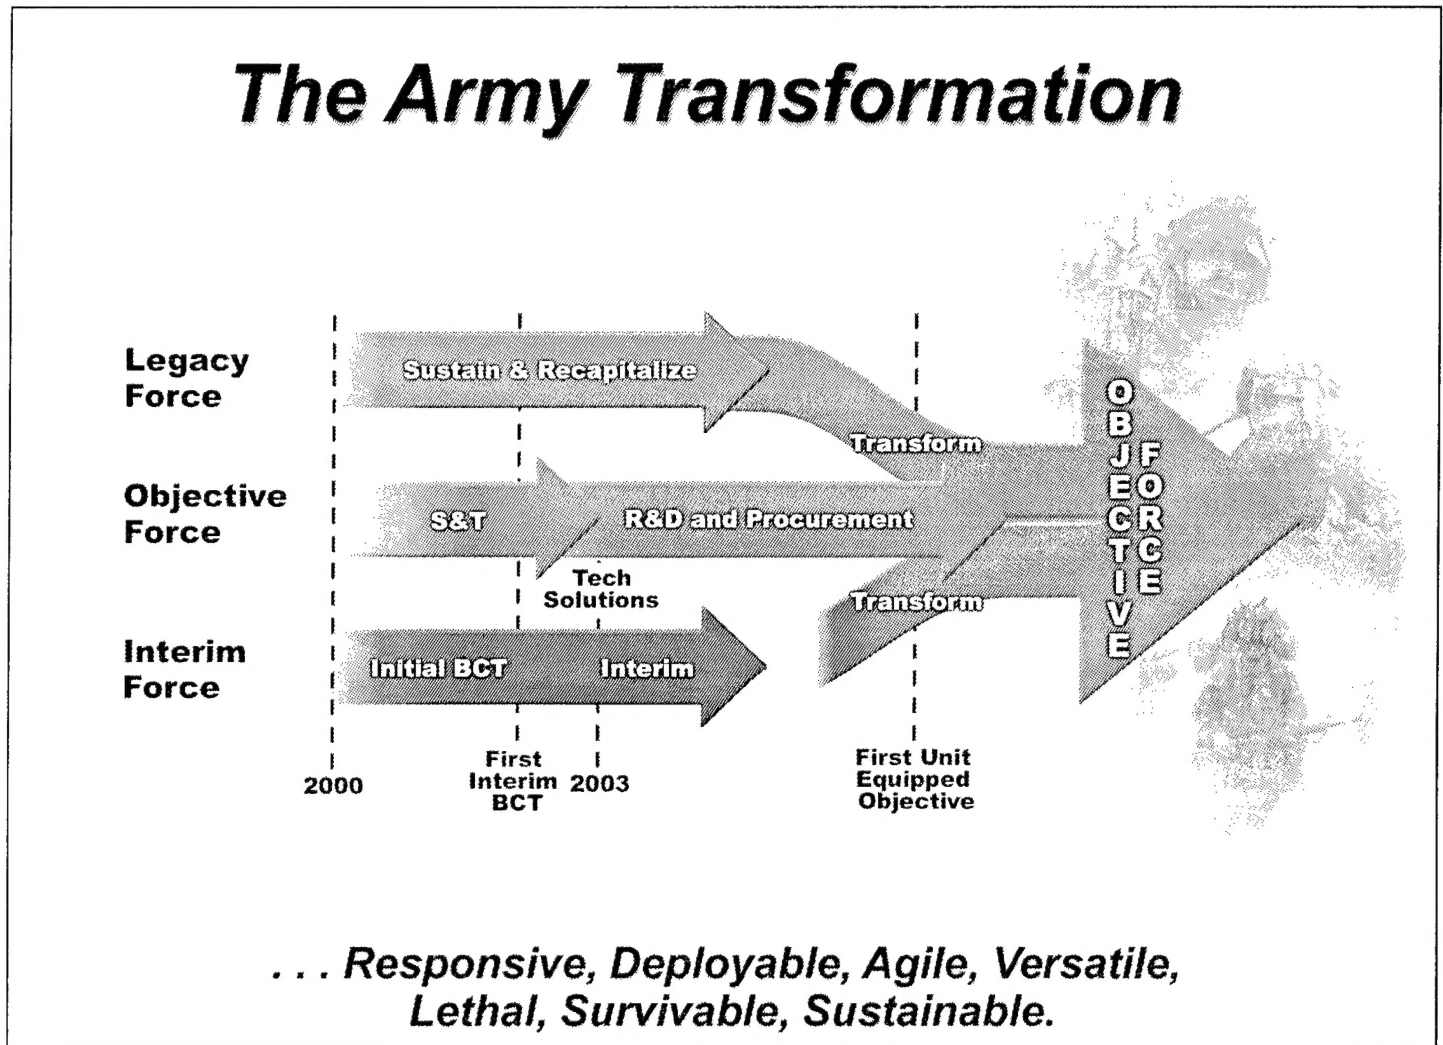 The Army Transformation
Legacy
Force
Sustain & Recapitalize
Transform
Objective
Force
S&T
R&D and Procurement
Tech
Solutions
Transform
Interim
Force
Initial BCT
Interim
OBJECTIVE
FORCE
2000
First
Interim
BCT
2003
First Unit
Equipped
Objective
. . . Responsive, Deployable, Agile, Versatile,
Lethal, Survivable, Sustainable.